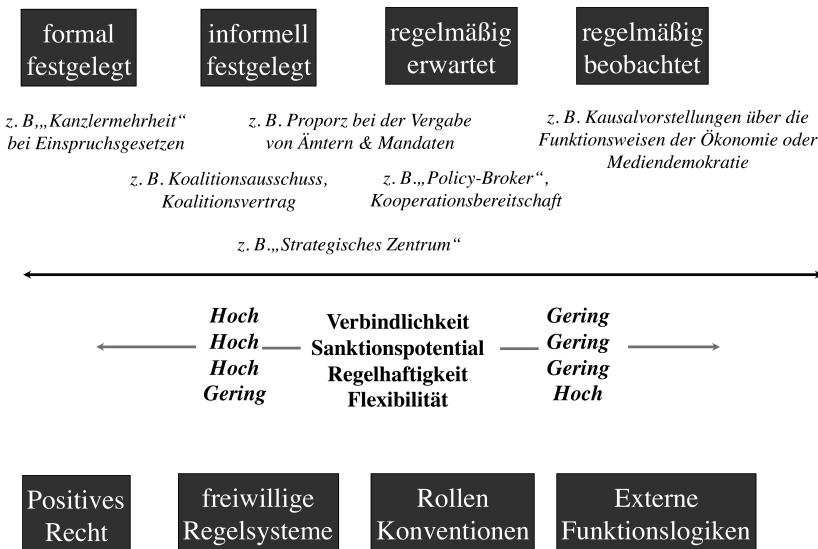 formal
festgelegt
informell
festgelegt
regelmäßig
erwartet
regelmäßig
beobachtet
z. B.„Kanzlermehrheit“
bei Einspruchsgesetzen
z. B. Proporz bei der Vergabe
von Ämtern & Mandaten
z. B. Kausalvorstellungen über die
Funktionsweisen der Ökonomie oder
Mediendemokratie
z. B. Koalitionsausschuss,
Koalitionsvertrag
z. B.„Policy-Broker“,
Kooperationsbereitschaft
z. B.„Strategisches Zentrum“
Hoch
Hoch
Hoch
Gering
Verbindlichkeit
Sanktionspotential
Regelhaftigkeit
Flexibilität
Gering
Gering
Gering
Hoch
Positives
Recht
freiwillige
Regelsysteme
Rollen
Konventionen
Externe
Funktionslogiken